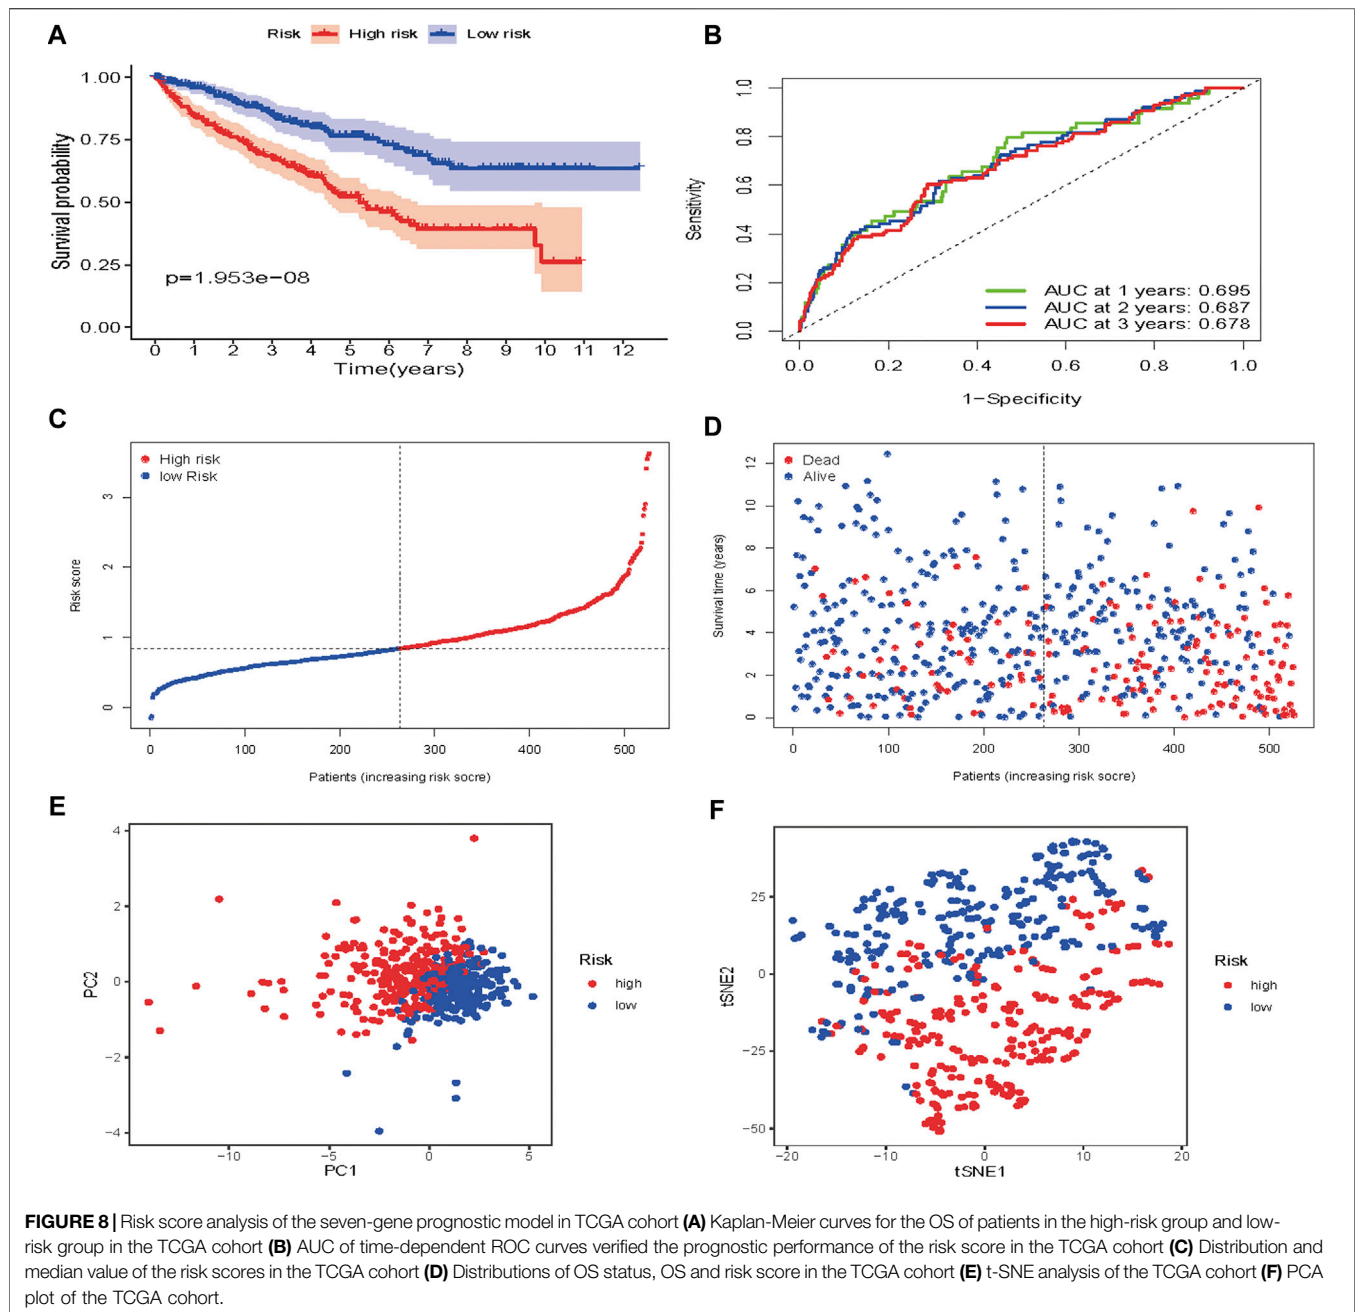 A
Risk High risk Low risk
Survival probability
1.00
0.75
0.50
0.25
0.00
p=1.953e−08
0 1 2 3 4 5 6 7 8 9 10 11 12
Time(years)
B
Sensitivity
1.0
0.8
0.6
0.4
0.2
0.0
AUC at 1 years: 0.695
AUC at 2 years: 0.687
AUC at 3 years: 0.678
0.0 0.2 0.4 0.6 0.8 1.0
1−Specificity
C
High risk
low Risk
Risk score
3
2
1
0
0 100 200 300 400 500
Patients (increasing risk socre)
D
Dead
Alive
Survival time (years)
12
10
8
6
4
2
0
0 100 200 300 400 500
Patients (increasing risk socre)
E
PC2
4
2
0
−2
−4
−10 −5 0 5
PC1
Risk
high
low
F
tSNE2
25
0
−25
−50
−20 −10 0 10 20
tSNE1
Risk
high
low
FIGURE 8 | Risk score analysis of the seven-gene prognostic model in TCGA cohort (A) Kaplan-Meier curves for the OS of patients in the high-risk group and low-
risk group in the TCGA cohort (B) AUC of time-dependent ROC curves verified the prognostic performance of the risk score in the TCGA cohort (C) Distribution and
median value of the risk scores in the TCGA cohort (D) Distributions of OS status, OS and risk score in the TCGA cohort (E) t-SNE analysis of the TCGA cohort (F) PCA
plot of the TCGA cohort.